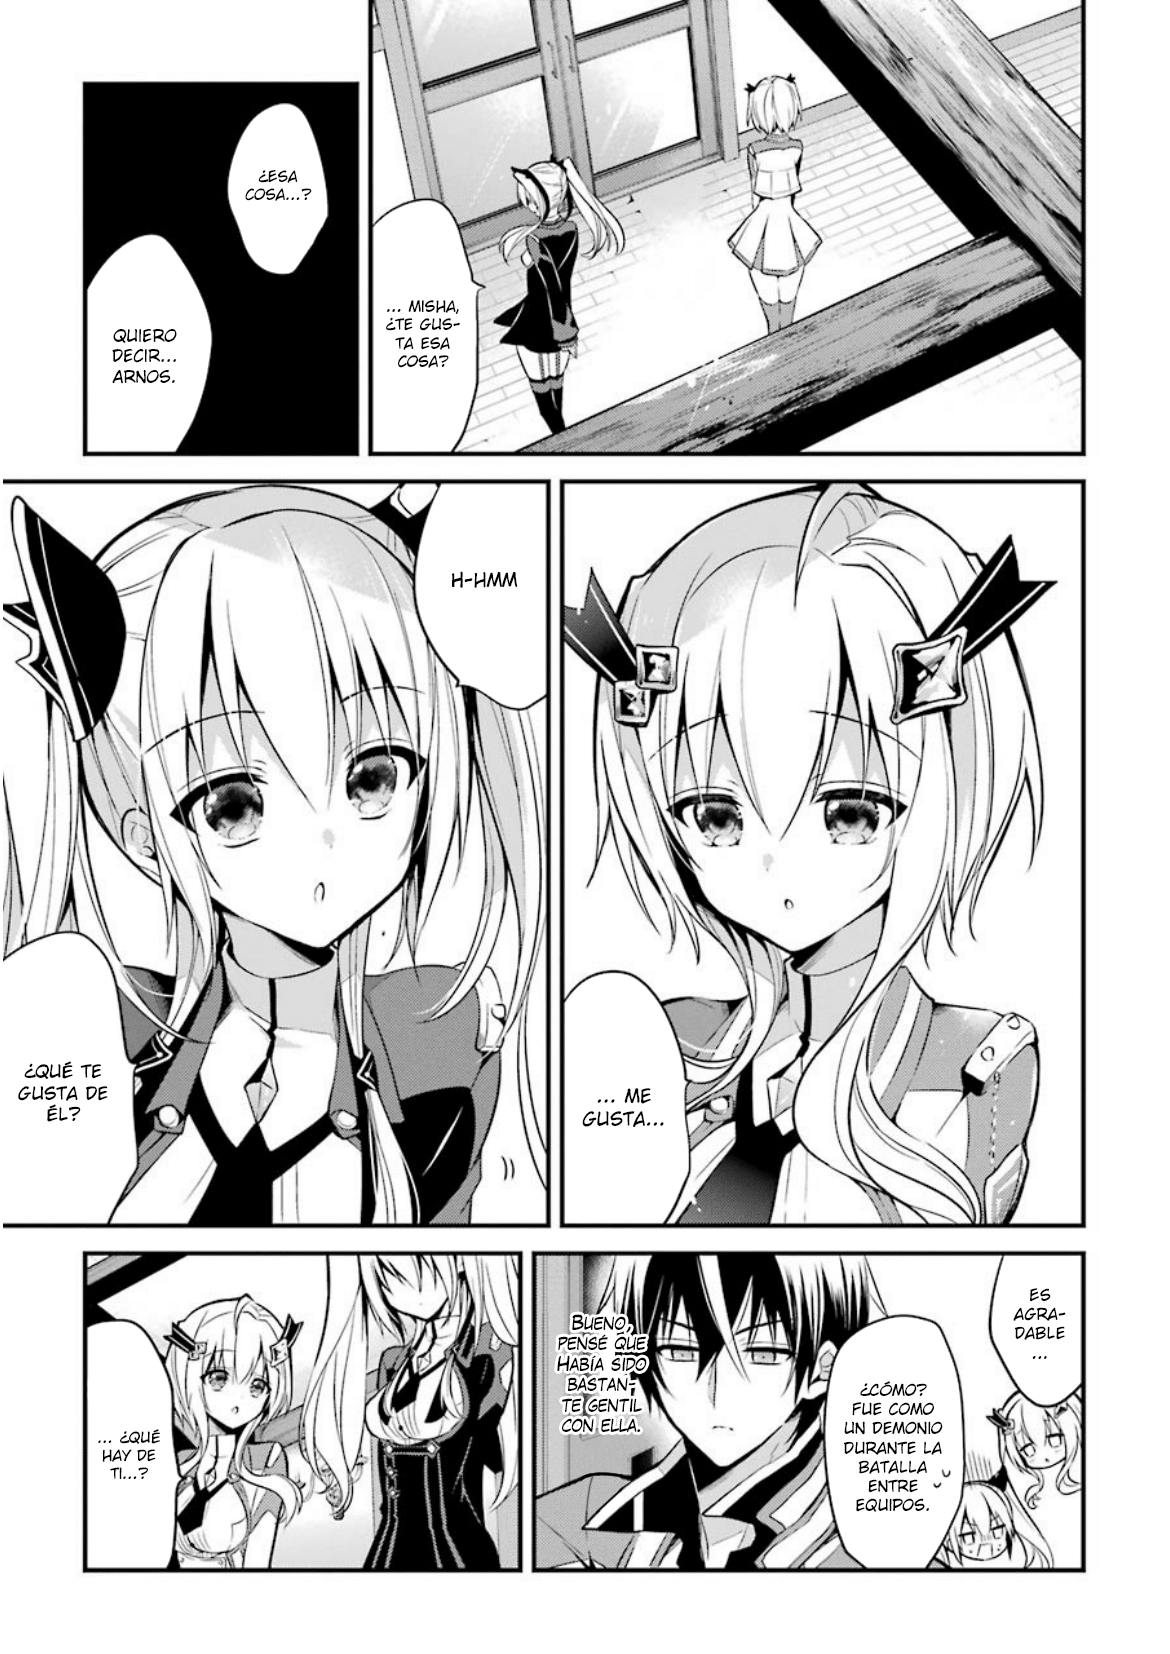 ... MISHA,
¿TE GUS-
TA ESA
COSA?
¿ESA
COSA...?
QUIERO
DECIR...
ARNOS.
... ME
GUSTA...
H-HMM
¿QUÉ TE
GUSTA DE
ÉL?
ES
AGRA-
DABLE
...
¿CÓMO?
FUE COMO
UN DEMONIO
DURANTE LA
BATALLA
ENTRE
EQUIPOS.
BUENO,
PENSÉ QUE
HABÍA SIDO
BASTAN-
TE GENTIL
CON ELLA.
... ¿QUÉ
HAY DE
TI...?